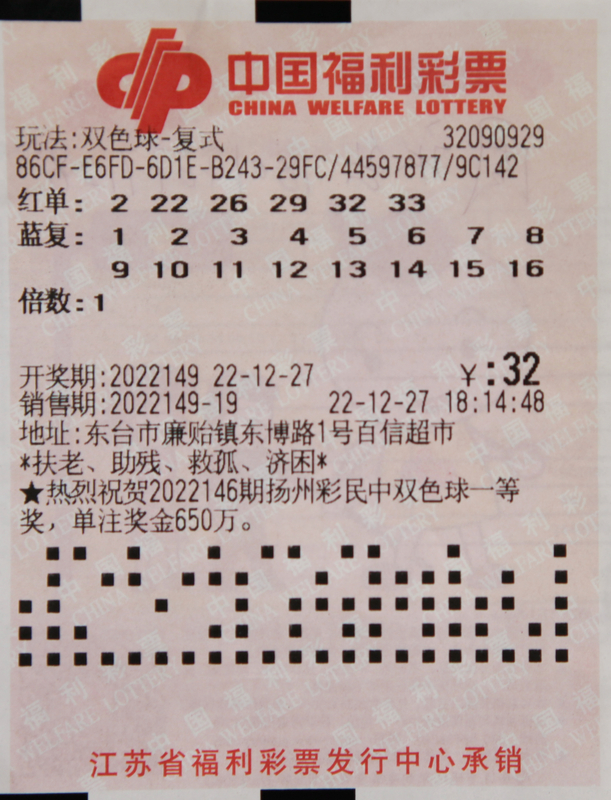 中国福利彩票
CHINA WELFARE LOTTERY
玩法:双色球-复式 32090929
86CF-E6FD-6D1E-B243-29FC/44597877/9C142
红单: 2 22 26 29 32 33
蓝复: 1 2 3 4 5 6 7 8
9 10 11 12 13 14 15 16
倍数:1
开奖期:2022149 22-12-27 ¥:32
销售期:2022149-19 22-12-27 18:14:48
地址:东台市廉贻镇东博路1号百信超市
*扶老、助残、救孤、济困*
★热烈祝贺2022146期扬州彩民中双色球一等
奖，单注奖金650万。
江苏省福利彩票发行中心承销